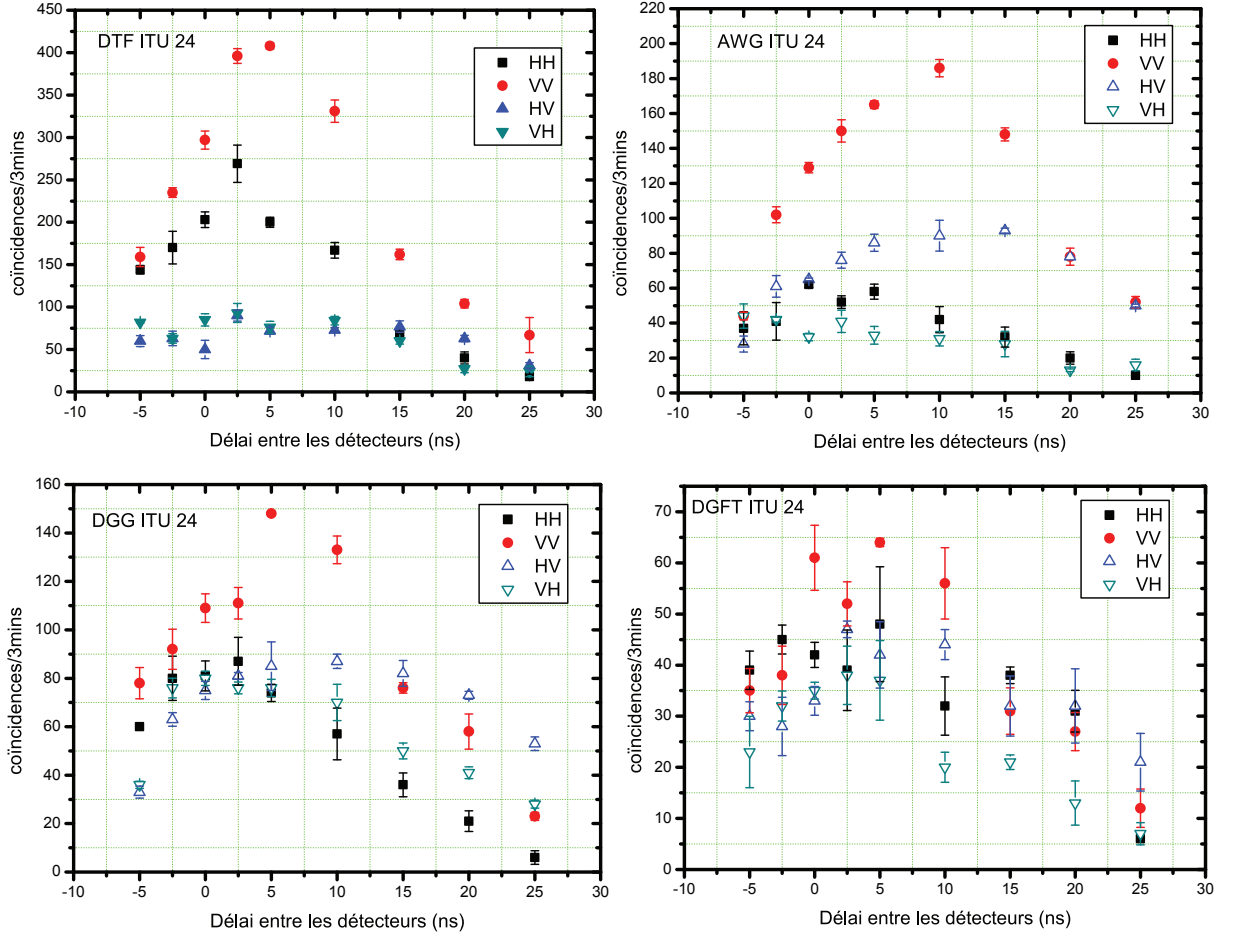 DTF ITU 24
HH
VV
HV
VH
450
400
350
300
250
200
150
100
50
0
coïncidences/3mins
-10 -5 0 5 10 15 20 25 30
Délai entre les détecteurs (ns)
AWG ITU 24
HH
VV
HV
VH
220
200
180
160
140
120
100
80
60
40
20
0
coïncidences/3mins
-10 -5 0 5 10 15 20 25 30
Délai entre les détecteurs (ns)
DGG ITU 24
HH
VV
HV
VH
160
140
120
100
80
60
40
20
0
coïncidences/3mins
-10 -5 0 5 10 15 20 25 30
Délai entre les détecteurs (ns)
DGFT ITU 24
HH
VV
HV
VH
70
60
50
40
30
20
10
0
coïncidences/3mins
-10 -5 0 5 10 15 20 25 30
Délai entre les détecteurs (ns)